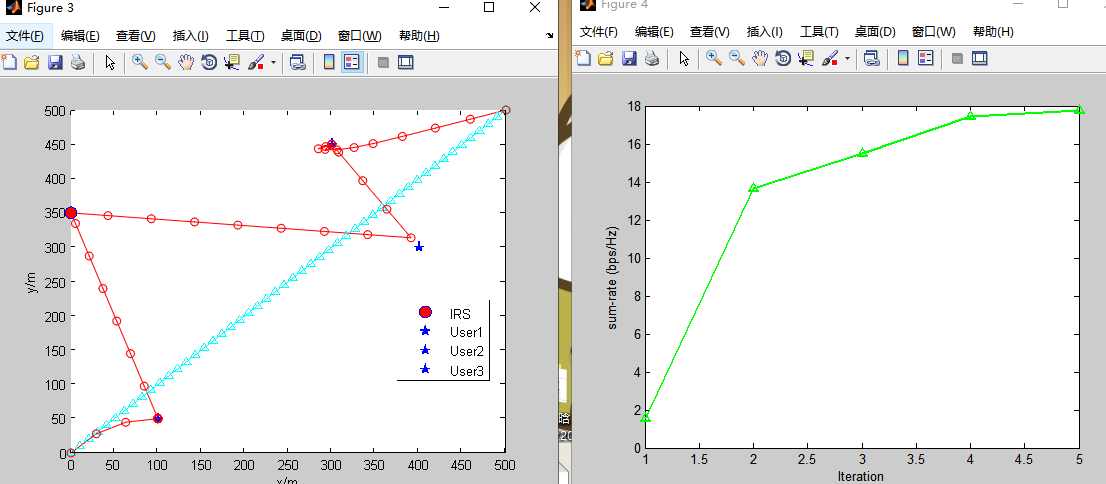 Figure 3
文件(F) 编辑(E) 查看(V) 插入(I) 工具(T) 桌面(D) 窗口(W) 帮助(H)
500
450
400
350
300
250
200
150
100
50
0
y/m
0 50 100 150 200 250 300 350 400 450 500
x/m
IRS
User1
User2
User3
Figure 4
文件(F) 编辑(E) 查看(V) 插入(I) 工具(T) 桌面(D) 窗口(W) 帮助(H)
18
16
14
12
10
8
6
4
2
0
sum-rate (bps/Hz)
1 1.5 2 2.5 3 3.5 4 4.5 5
Iteration